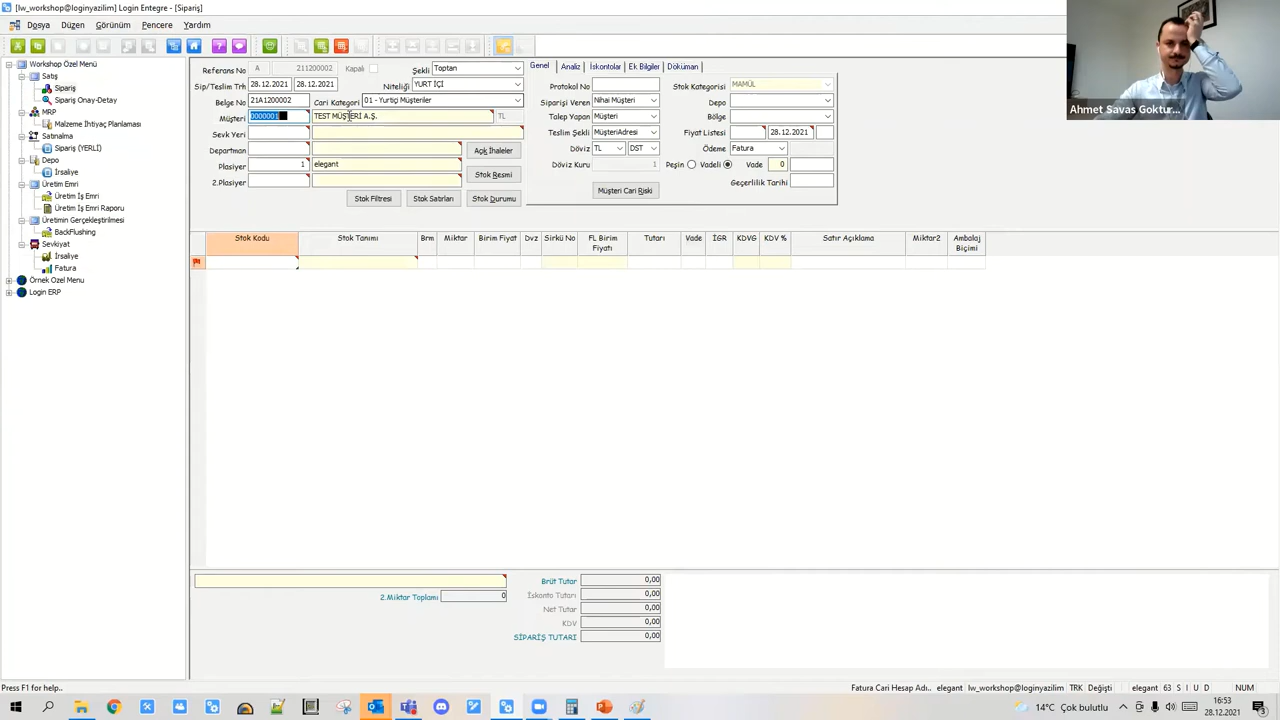 [lw_workshop@loginyazilim] Login Entegre - [Sipariş]
Dosya Düzen Görünüm Pencere Yardım
Workshop Özel Menü
Satış
Sipariş
Sipariş Onay-Detay
MRP
Malzeme İhtiyaç Planlaması
Satınalma
Sipariş (YERLİ)
Depo
İrsaliye
Üretim Emri
Üretim İş Emri
Üretim İş Emri Raporu
Üretimin Gerçekleştirilmesi
BackFlushing
Sevkiyat
İrsaliye
Fatura
Örnek Özel Menu
Login ERP
Referans No A 211200002 Kapalı Şekli Toptan
Sip/Teslim Trh 28.12.2021 28.12.2021 Niteliği YURT İÇİ
Belge No 21A1200002 Cari Kategori 01 - Yurtiçi Müşteriler
Müşteri 0000001 TEST MÜŞTERİ A.Ş. TL
Sevk Yeri
Departman Açık İhaleler
Plasiyer 1 elegant
Stok Resmi
2.Plasiyer
Stok Filtresi Stok Satırları Stok Durumu
Genel Analiz İskontolar Ek Bilgiler Döküman
Protokol No Stok Kategorisi MAMÜL
Siparişi Veren Nihai Müşteri Depo
Talep Yapan Müşteri Bölge
Teslim Şekli MüşteriAdresi Fiyat Listesi 28.12.2021
Döviz TL DST Ödeme Fatura
Döviz Kuru 1 Peşin Vadeli Vade 0
Geçerlilik Tarihi
Müşteri Cari Riski
Stok Kodu Stok Tanımı Brm Miktar Birim Fiyat Dvz Sirkü No FL Birim Fiyatı Tutarı Vade İGR KDVG KDV % Satır Açıklama Miktar2 Ambalaj Biçimi
2.Miktar Toplamı 0
Brüt Tutar 0,00
İskonto Tutarı 0,00
Net Tutar 0,00
KDV 0,00
SİPARİŞ TUTARI 0,00
Ahmet Savas Goktur...
Press F1 for help.. Fatura Cari Hesap Adı.. elegant lw_workshop@loginyazilim TRK Değişti elegant 63 S I U D NUM
14°C Çok bulutlu 16:53
28.12.2021